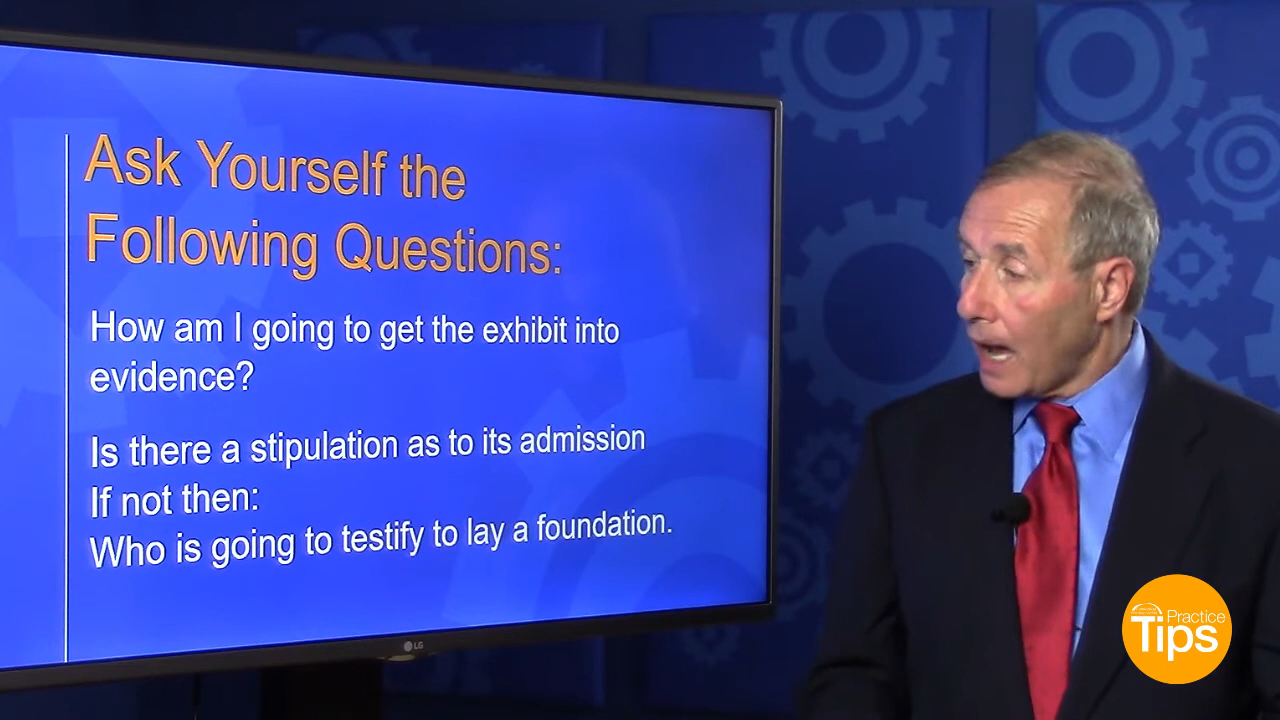 Ask Yourself the
Following Questions:
How am I going to get the exhibit into
evidence?
Is there a stipulation as to its admission
If not then:
Who is going to testify to lay a foundation.
LG
Practice
Tips